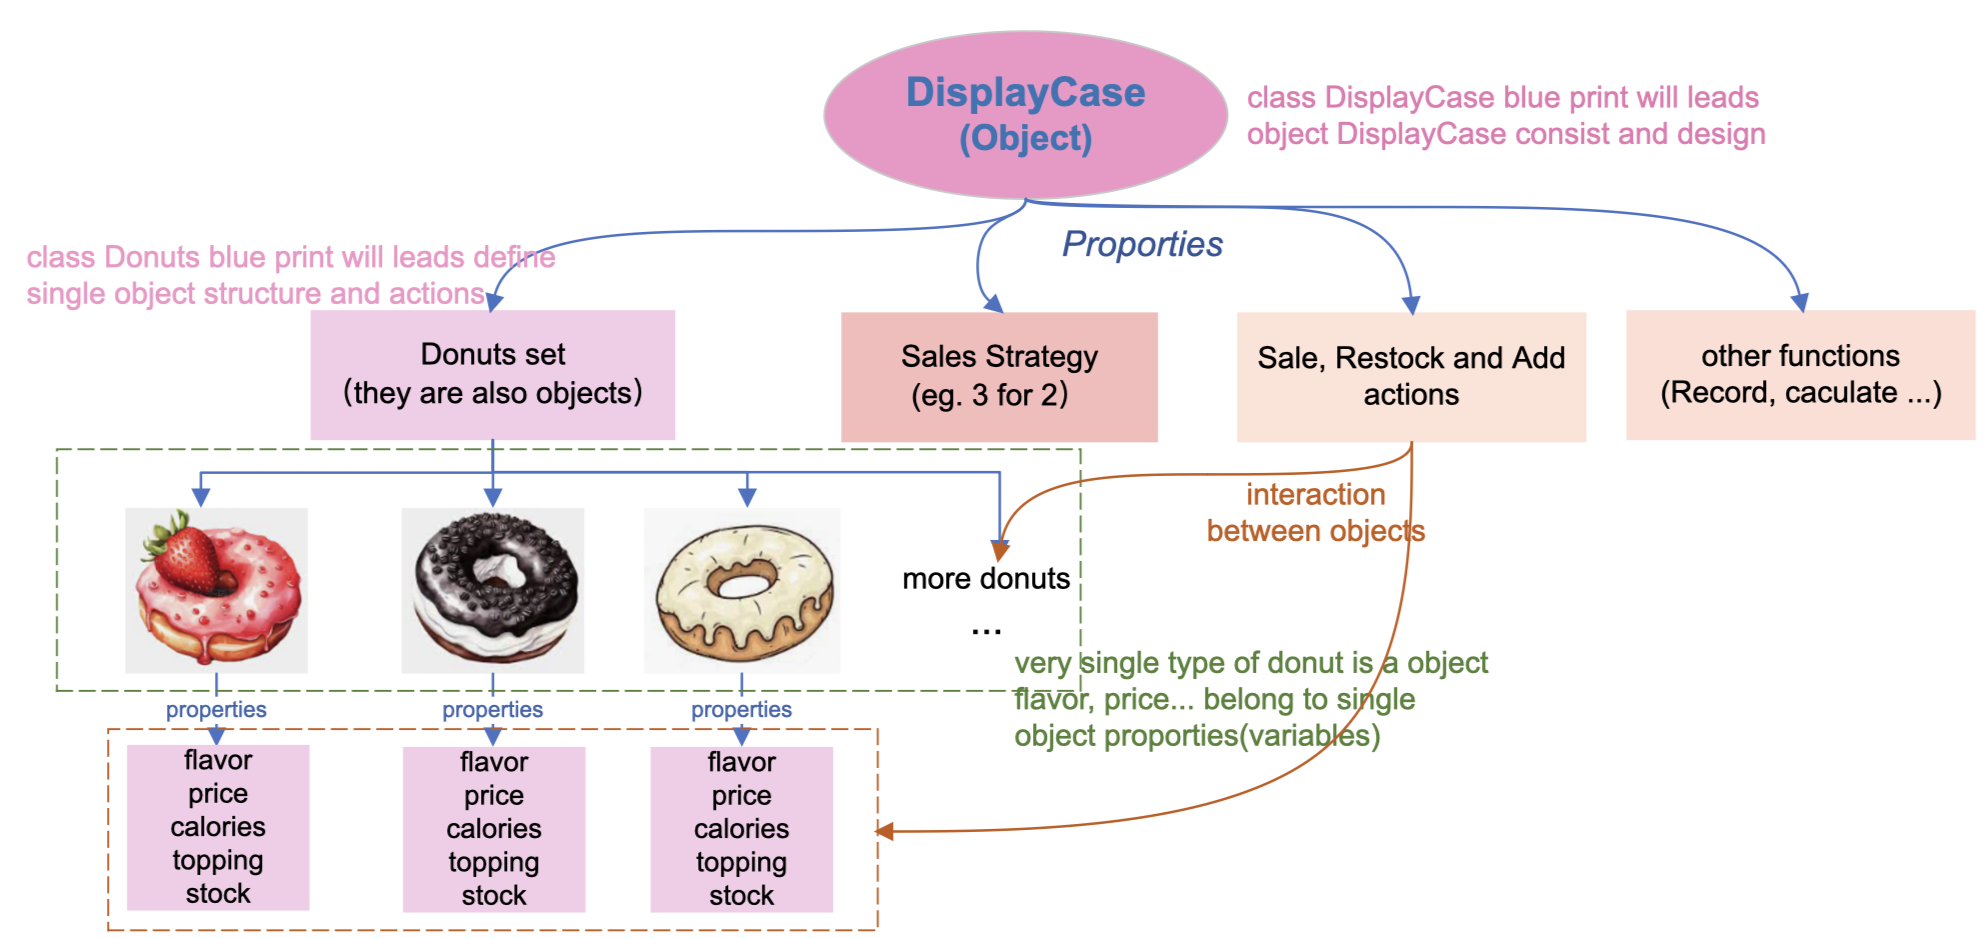 DisplayCase
(Object)
class DisplayCase blue print will leads
object DisplayCase consist and design
Proporties
class Donuts blue print will leads define
single object structure and actions
Donuts set
(they are also objects)
Sales Strategy
(eg. 3 for 2)
Sale, Restock and Add
actions
other functions
(Record, caculate ...)
interaction
between objects
more donuts
...
very single type of donut is a object
flavor, price... belong to single
object proporties(variables)
properties
properties
properties
flavor
price
calories
topping
stock
flavor
price
calories
topping
stock
flavor
price
calories
topping
stock